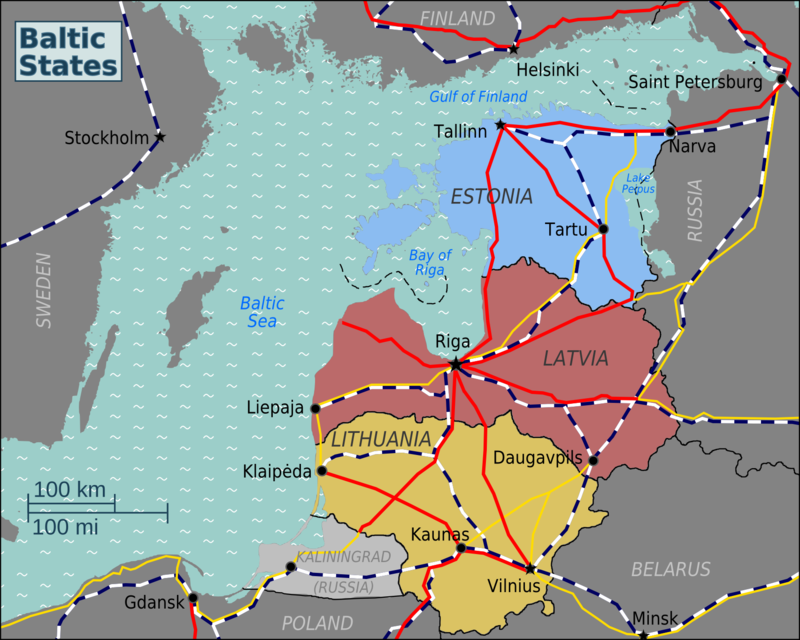 Baltic
States
FINLAND
Helsinki
Saint Petersburg
Gulf of Finland
Stockholm
Tallinn
Narva
Lake
Peipus
ESTONIA
RUSSIA
Tartu
Bay of
Riga
SWEDEN
Baltic
Sea
Riga
LATVIA
Liepaja
LITHUANIA
Daugavpils
Klaipėda
100 km
100 mi
Kaunas
KALININGRAD
(RUSSIA)
BELARUS
Vilnius
Gdansk
Minsk
POLAND